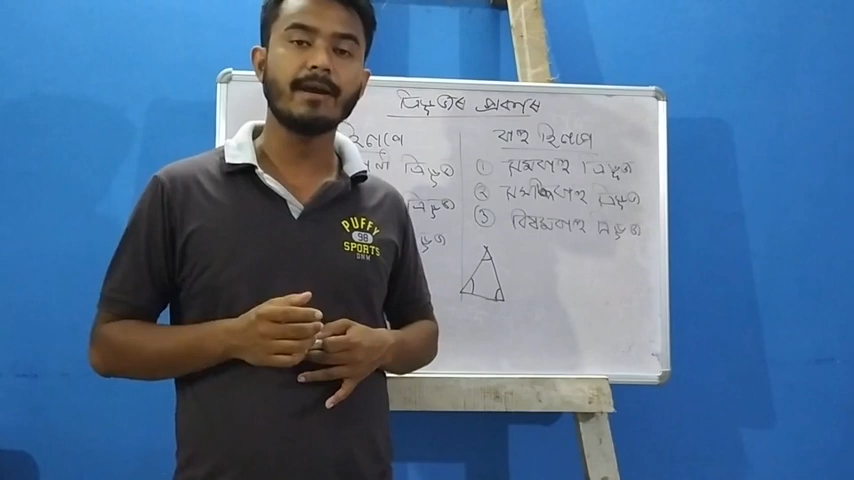 ত্ৰিভুজৰ প্ৰকাৰ
হিচাপে
ত্ৰিভুজ
ত্ৰিভুজ
বাহু হিচাপে
① সমবাহু ত্ৰিভুজ
② সমদ্বিবাহু ত্ৰিভুজ
③ বিষমবাহু ত্ৰিভুজ
PUFFY
98
SPORTS